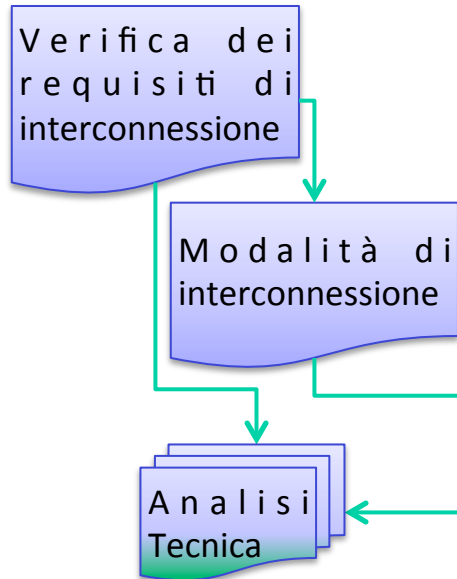 Verifica dei
requisiti di
interconnessione
Modalità di
interconnessione
Analisi
Tecnica